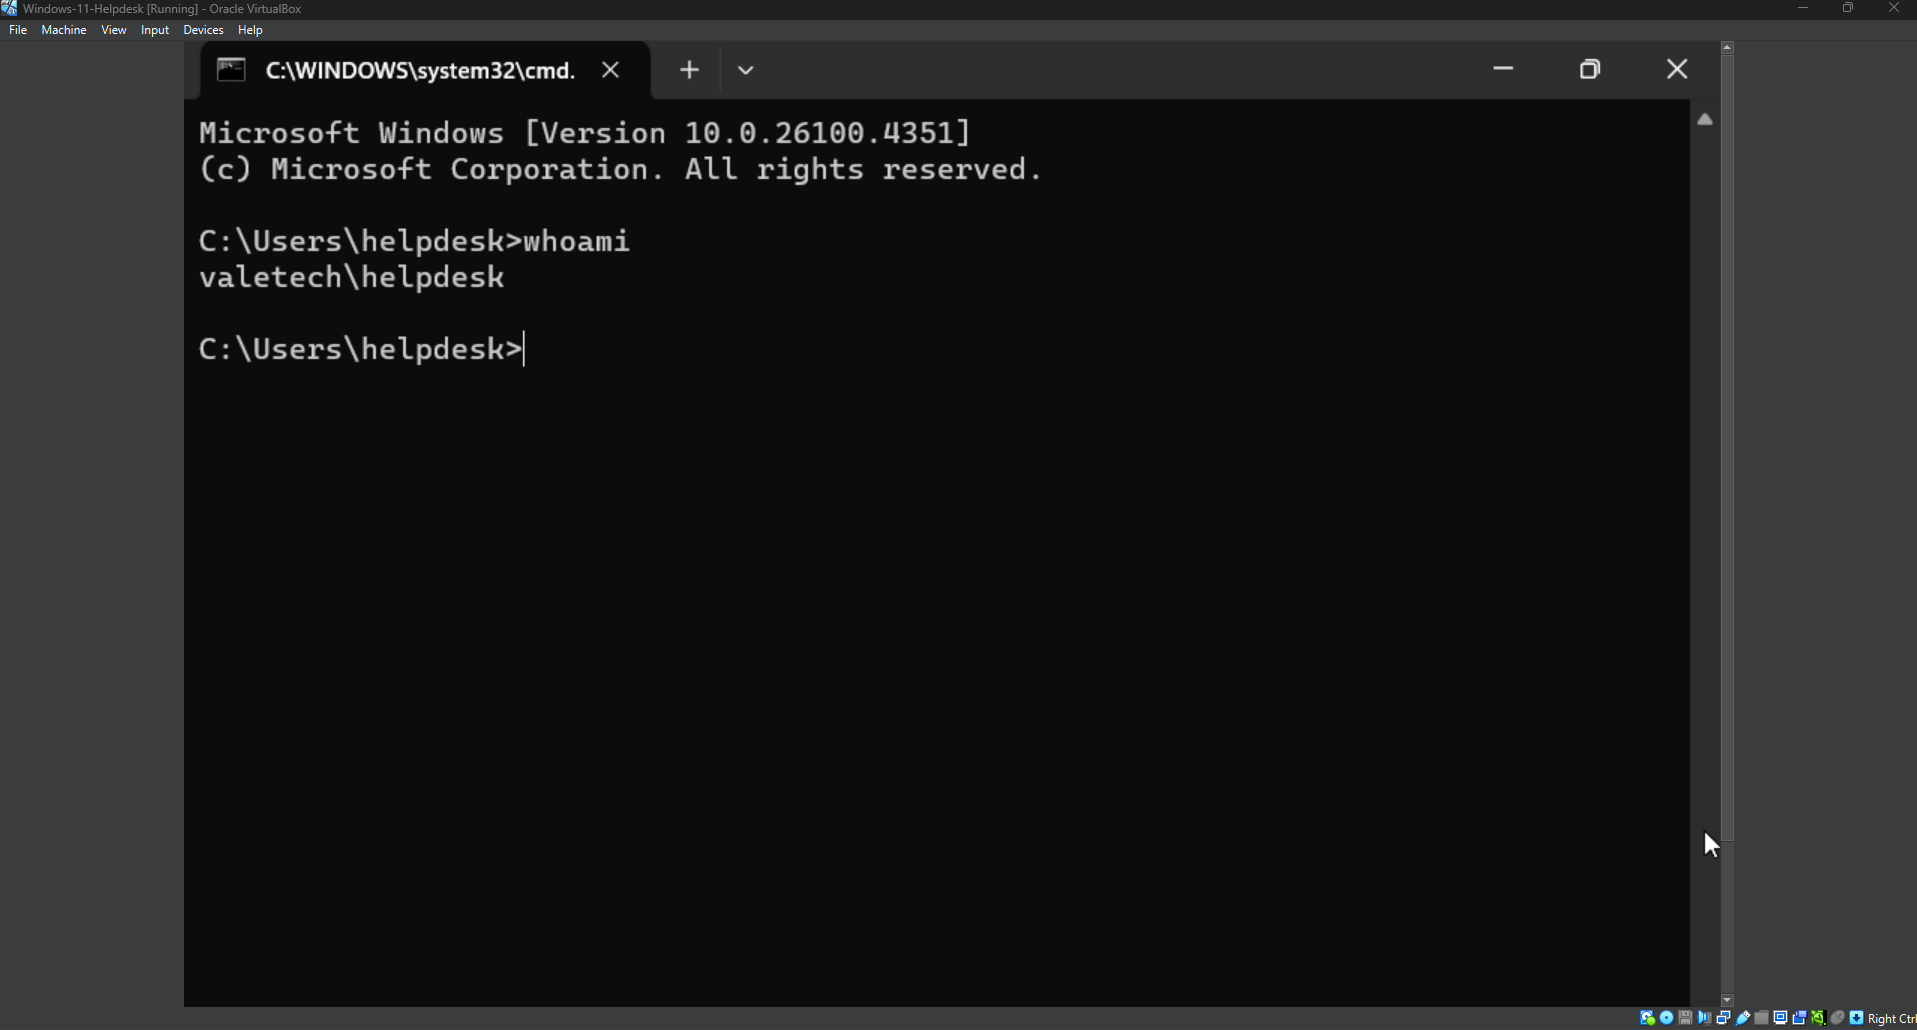 Windows-11-Helpdesk [Running] - Oracle VirtualBox
File Machine View Input Devices Help
C:\WINDOWS\system32\cmd.
Microsoft Windows [Version 10.0.26100.4351]
(c) Microsoft Corporation. All rights reserved.
C:\Users\helpdesk>whoami
valetech\helpdesk
C:\Users\helpdesk>
Right Ctrl